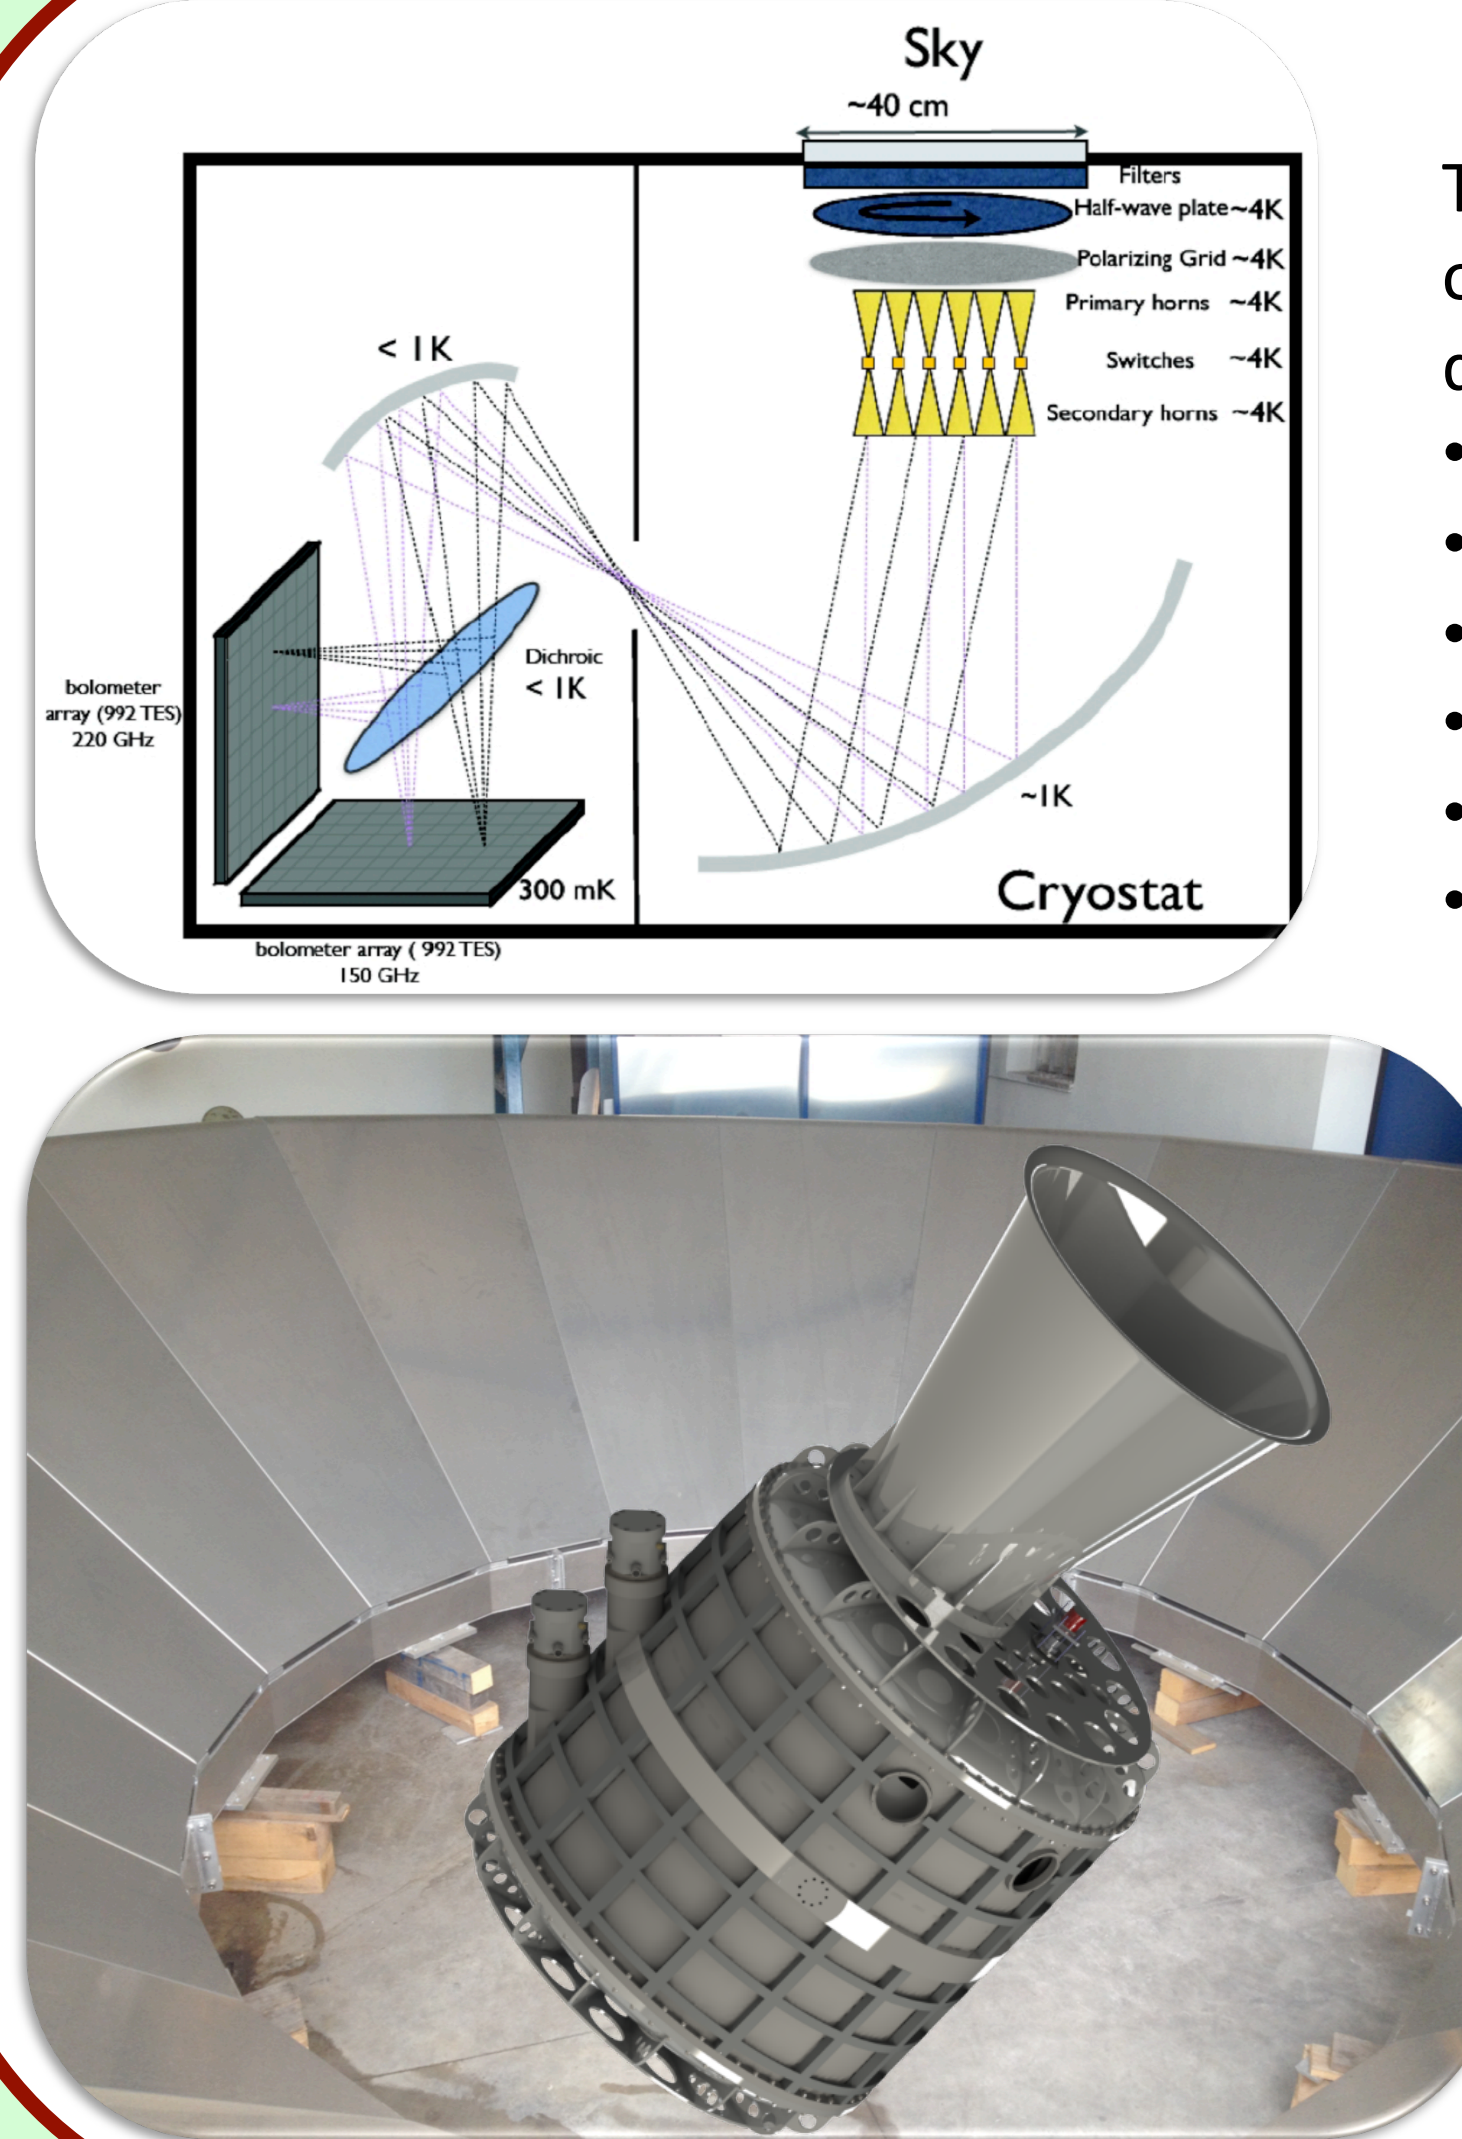 Sky
~40 cm
Filters
Half-wave plate ~4K
Polarizing Grid ~4K
Primary horns ~4K
Switches ~4K
Secondary horns ~4K
< 1K
Dichroic
< 1K
bolometer
array (992 TES)
220 GHz
~1K
300 mK
Cryostat
bolometer array ( 992 TES)
150 GHz
T
•
•
•
•
•
•